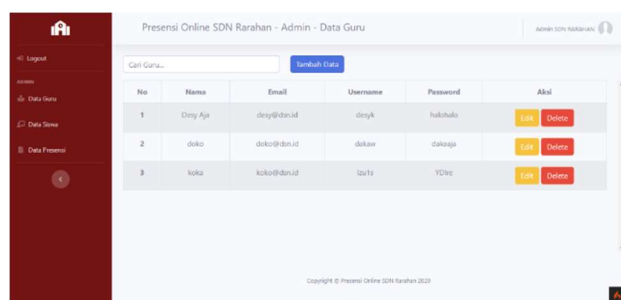 Presensi Online SDN Rarahan - Admin - Data Guru
ADMIN SDN RARAHAN
Logout
ADMIN
Data Guru
Data Siswa
Data Presensi
Cari Guru...
Tambah Data
No Nama Email Username Password Aksi
1 Desy Aja desy@dsn.id desyk halohalo Edit Delete
2 doko doko@dsn.id dokaw Edit Delete
3 koka koko@dsn.id Edit Delete
Copyright © Presensi Online SDN Rarahan 2023